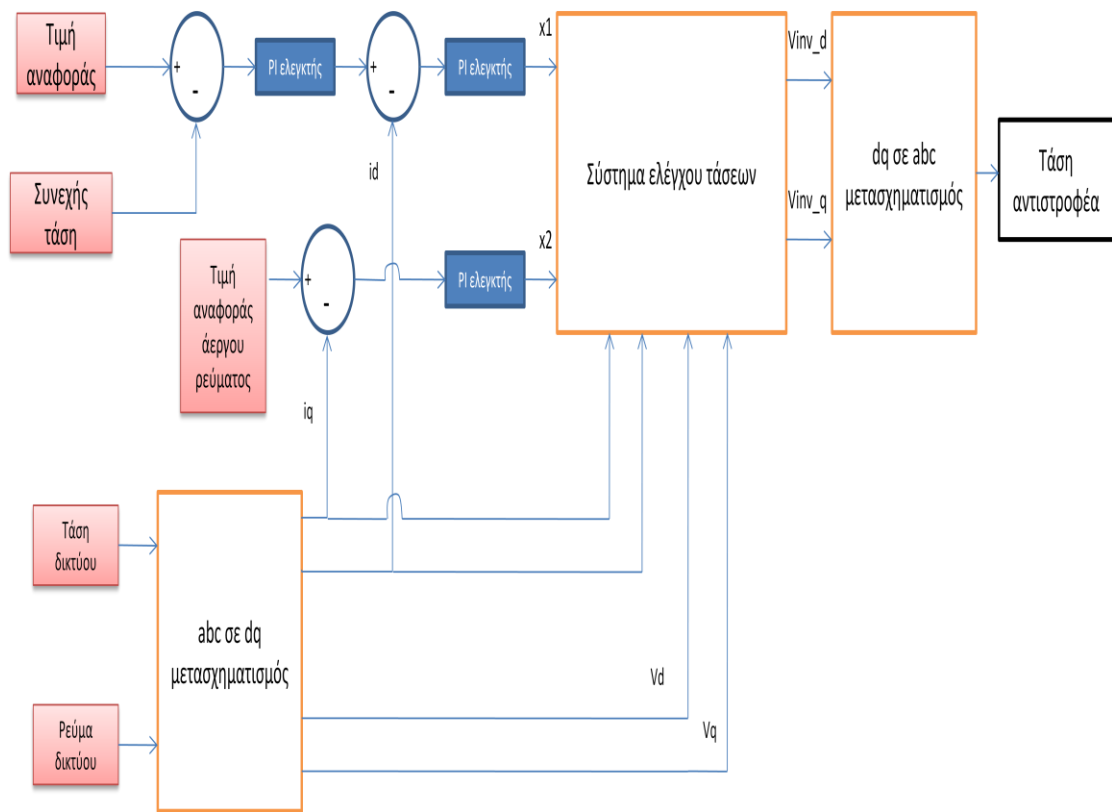 Τιμή
αναφοράς
+
-
PI ελεγκτής
+
-
PI ελεγκτής
x1
Σύστημα ελέγχου τάσεων
Vinv_d
Vinv_q
dq σε abc
μετασχηματισμός
Τάση
αντιστροφέα
Συνεχής
τάση
id
Τιμή
αναφοράς
άεργου
ρεύματος
+
-
PI ελεγκτής
x2
iq
Τάση
δικτύου
abc σε dq
μετασχηματισμός
Ρεύμα
δικτύου
Vd
Vq